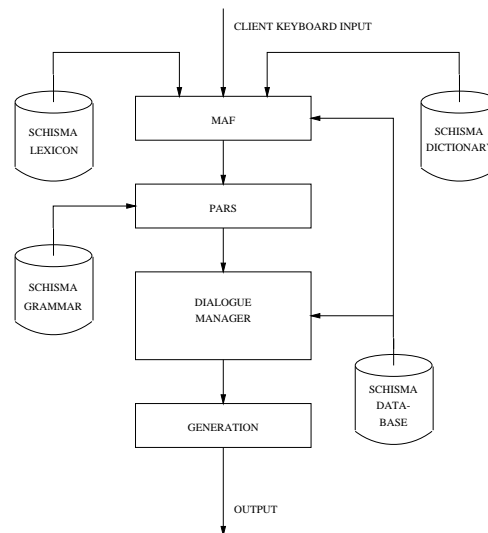 CLIENT KEYBOARD INPUT
MAF
SCHISMA
LEXICON
SCHISMA
DICTIONARY
PARS
SCHISMA
GRAMMAR
DIALOGUE
MANAGER
SCHISMA
DATA-
BASE
GENERATION
OUTPUT